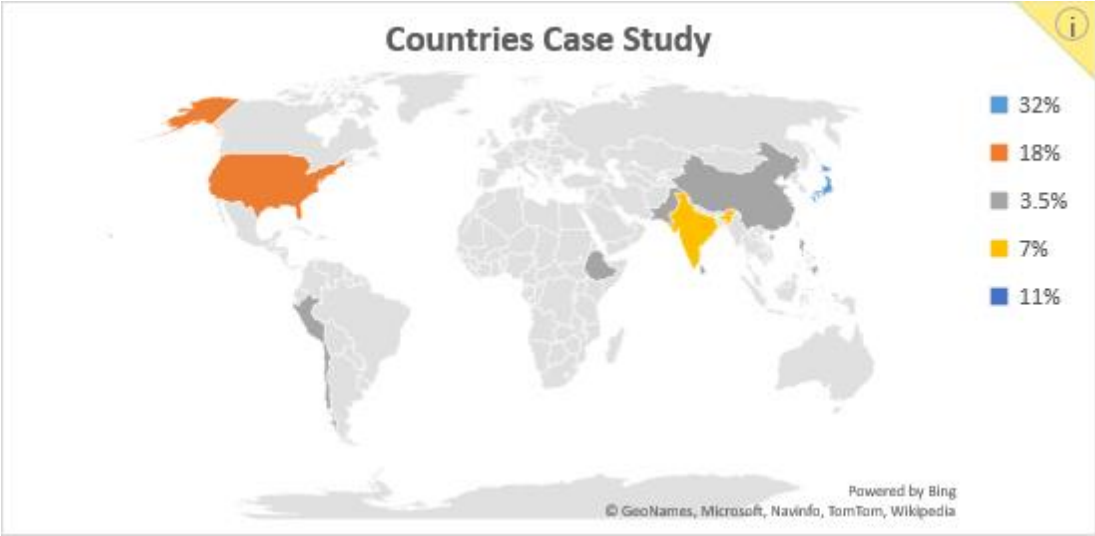 Countries Case Study
i
32%
18%
3.5%
7%
11%
Powered by Bing
© GeoNames, Microsoft, Navinfo, TomTom, Wikipedia